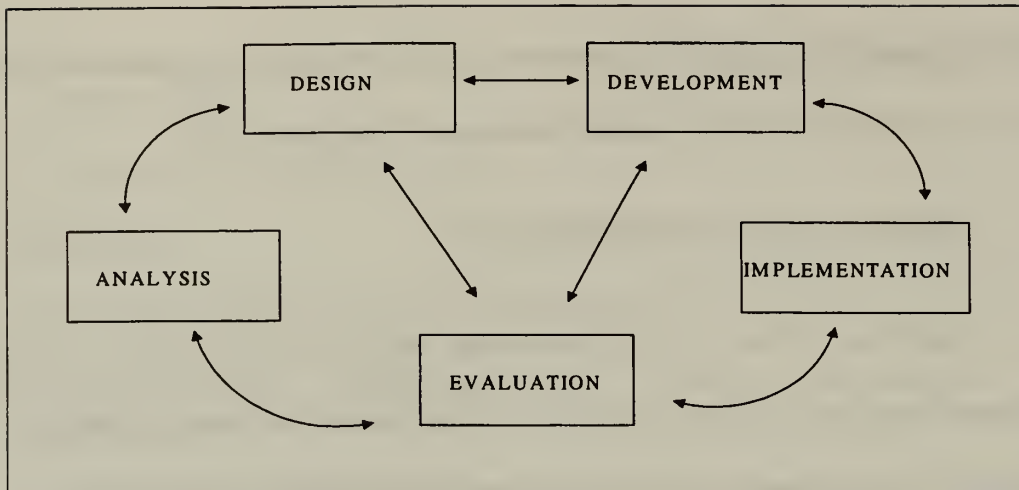 DESIGN
DEVELOPMENT
ANALYSIS
IMPLEMENTATION
EVALUATION